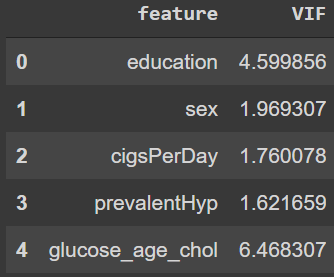 feature VIF
0 education 4.599856
1 sex 1.969307
2 cigsPerDay 1.760078
3 prevalentHyp 1.621659
4 glucose_age_chol 6.468307